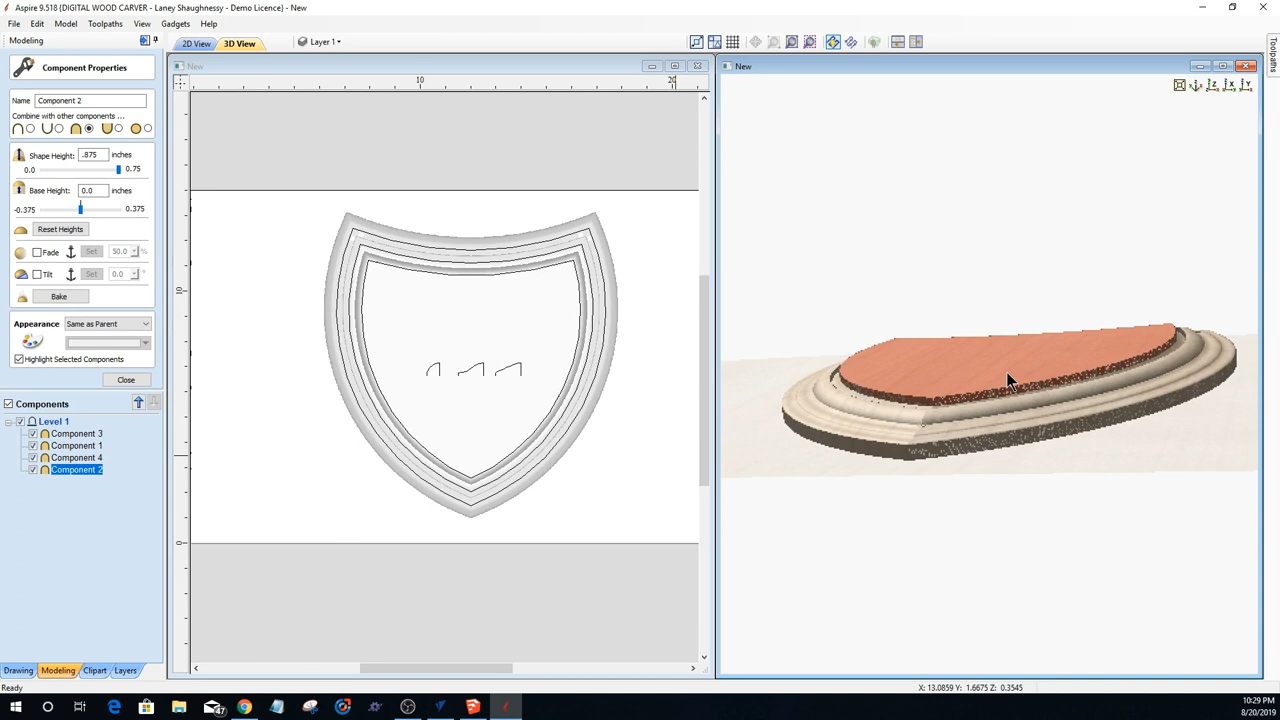 Aspire 9.518 (DIGITAL WOOD CARVER - Laney Shaughnessy - Demo Licence) - New
File Edit Model Toolpaths View Gadgets Help
Modeling
2D View 3D View Layer 1
Component Properties
New
New
Toolpaths
10 20
Name Component 2
Combine with other components ...
Shape Height: .875 inches
0.0 0.75
Base Height: 0.0 inches
-0.375 0.375
Reset Heights
Fade Set 50.0 %
Tilt Set 0.0 °
Bake
Appearance Same as Parent
Highlight Selected Components
Close
Components
Level 1
Component 3
Component 1
Component 4
Component 2
10
0
Z X Y
Drawing Modeling Clipart Layers
Ready
X: 13.0859 Y: 1.6675 Z: 0.3545
47
10:29 PM
8/20/2019